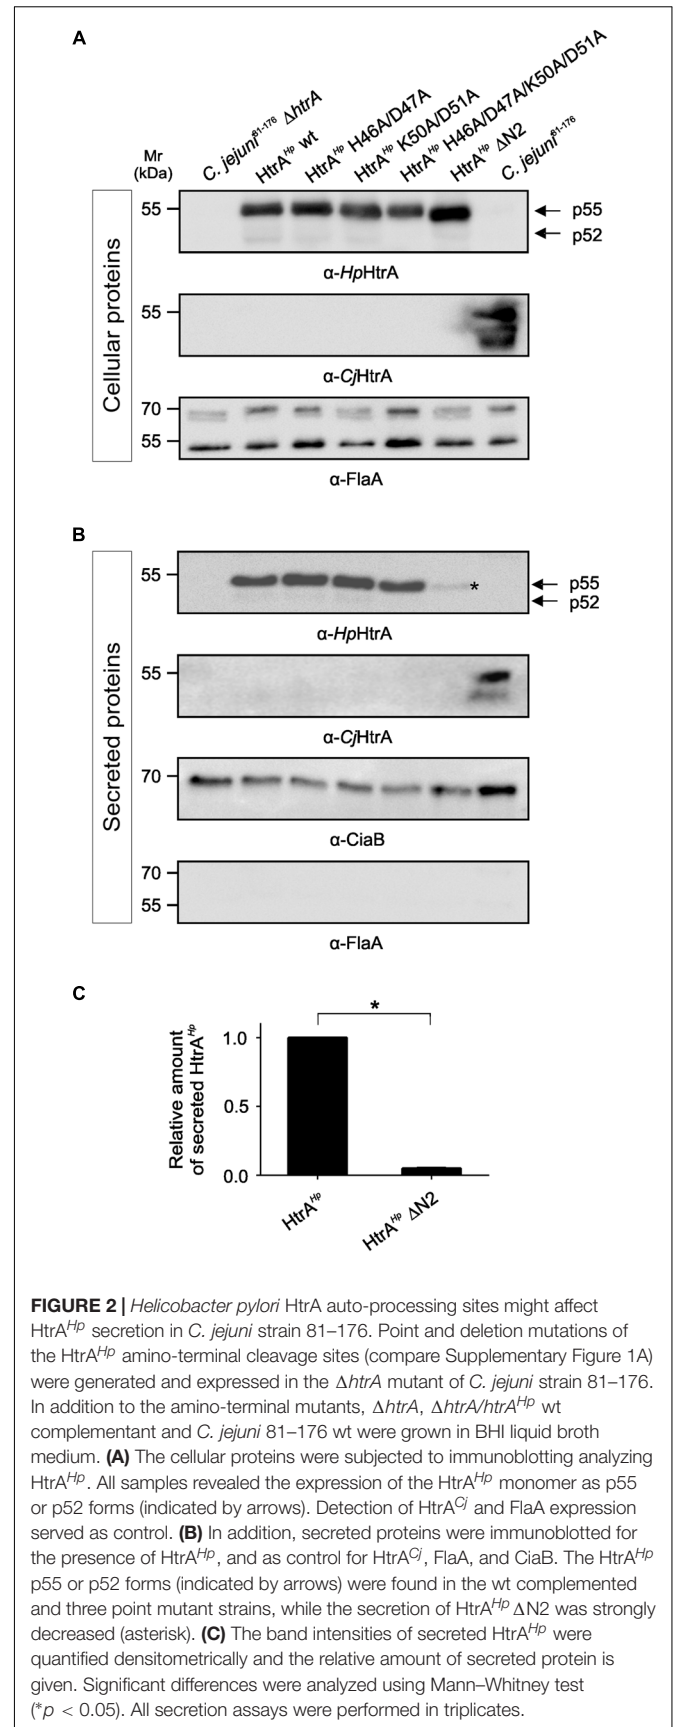 A
Mr
(kDa)
C. jejuni⁸¹⁻¹⁷⁶ ΔhtrA
HtrAᴴᵖ wt
HtrAᴴᵖ H46A/D47A
HtrAᴴᵖ K50A/D51A
HtrAᴴᵖ H46A/D47A/K50A/D51A
HtrAᴴᵖ ΔN2
C. jejuni⁸¹⁻¹⁷⁶
Cellular proteins
55
p55
p52
α-HpHtrA
55
α-CjHtrA
70
55
α-FlaA
B
Secreted proteins
55
*
p55
p52
α-HpHtrA
55
α-CjHtrA
70
α-CiaB
70
55
α-FlaA
C
*
Relative amount
of secreted HtrAᴴᵖ
1.0
0.5
0.0
HtrAᴴᵖ
HtrAᴴᵖ ΔN2
FIGURE 2 | Helicobacter pylori HtrA auto-processing sites might affect
HtrAᴴᵖ secretion in C. jejuni strain 81–176. Point and deletion mutations of
the HtrAᴴᵖ amino-terminal cleavage sites (compare Supplementary Figure 1A)
were generated and expressed in the ΔhtrA mutant of C. jejuni strain 81–176.
In addition to the amino-terminal mutants, ΔhtrA, ΔhtrA/htrAᴴᵖ wt
complementant and C. jejuni 81–176 wt were grown in BHI liquid broth
medium. (A) The cellular proteins were subjected to immunoblotting analyzing
HtrAᴴᵖ. All samples revealed the expression of the HtrAᴴᵖ monomer as p55
or p52 forms (indicated by arrows). Detection of HtrAᶜʲ and FlaA expression
served as control. (B) In addition, secreted proteins were immunoblotted for
the presence of HtrAᴴᵖ, and as control for HtrAᶜʲ, FlaA, and CiaB. The HtrAᴴᵖ
p55 or p52 forms (indicated by arrows) were found in the wt complemented
and three point mutant strains, while the secretion of HtrAᴴᵖ ΔN2 was strongly
decreased (asterisk). (C) The band intensities of secreted HtrAᴴᵖ were
quantified densitometrically and the relative amount of secreted protein is
given. Significant differences were analyzed using Mann–Whitney test
(*p < 0.05). All secretion assays were performed in triplicates.